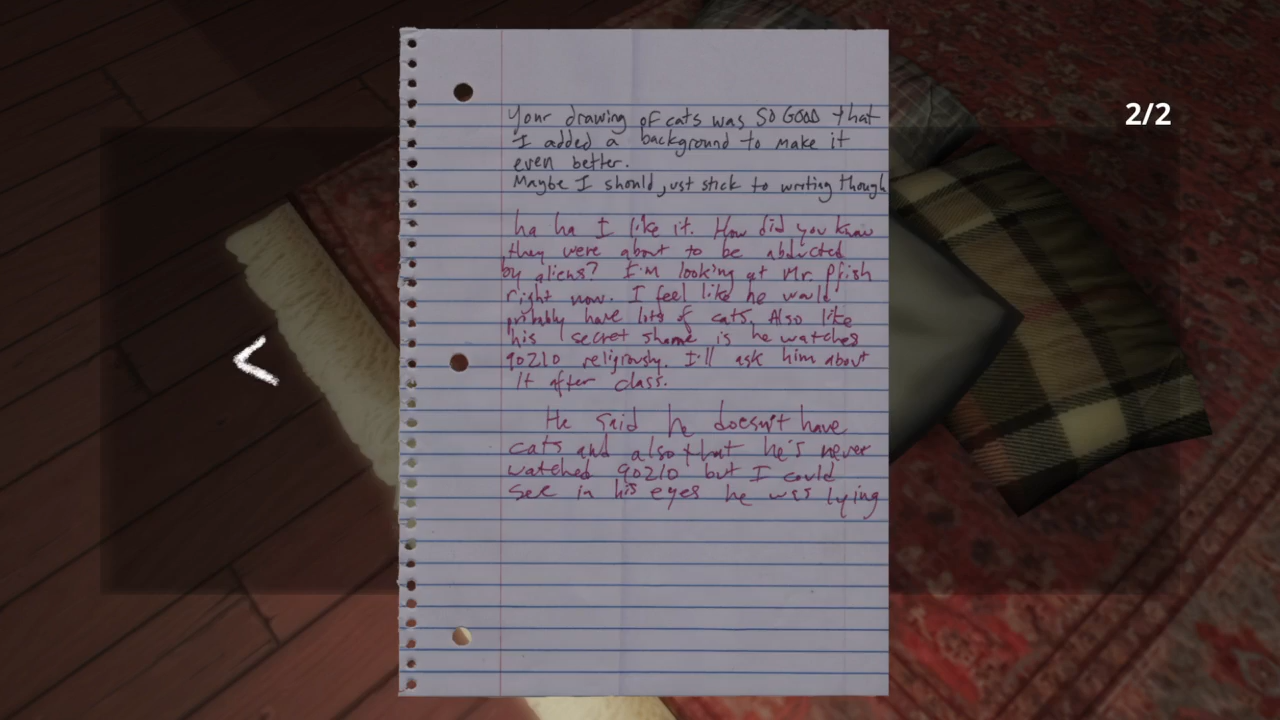 2/2
Your drawing of cats was SO GOOD that
I added a background to make it
even better.
Maybe I should just stick to writing though
ha ha I like it. How did you know
they were about to be abducted
by aliens? I'm looking at Mr. Pfish
right now. I feel like he would
probably have lots of cats. Also like
his secret shame is he watches
90210 religiously. I'll ask him about
it after class.
He said he doesn't have
cats and also that he's never
watched 90210 but I could
see in his eyes he was lying